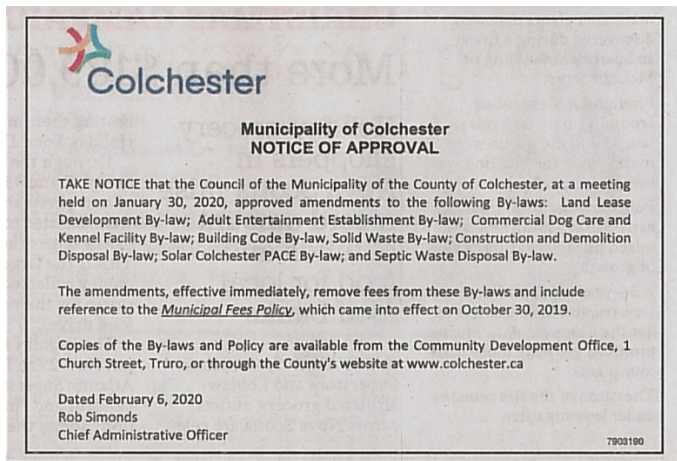 Colchester
Municipality of Colchester
NOTICE OF APPROVAL
TAKE NOTICE that the Council of the Municipality of the County of Colchester, at a meeting
held on January 30, 2020, approved amendments to the following By-laws: Land Lease
Development By-law; Adult Entertainment Establishment By-law; Commercial Dog Care and
Kennel Facility By-law; Building Code By-law, Solid Waste By-law; Construction and Demolition
Disposal By-law; Solar Colchester PACE By-law; and Septic Waste Disposal By-law.
The amendments, effective immediately, remove fees from these By-laws and include
reference to the Municipal Fees Policy, which came into effect on October 30, 2019.
Copies of the By-laws and Policy are available from the Community Development Office, 1
Church Street, Truro, or through the County's website at www.colchester.ca
Dated February 6, 2020
Rob Simonds
Chief Administrative Officer
7903190